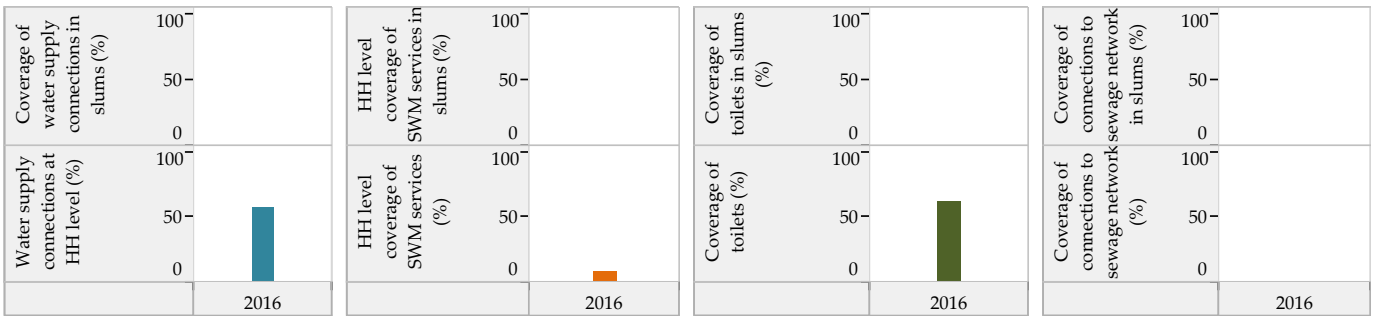 Coverage of
water supply
connections in
slums (%)
100
50
0
HH level
coverage of
SWM services in
slums (%)
100
50
0
Coverage of
toilets in slums
(%)
100
50
0
Coverage of
connections to
sewage network
in slums (%)
100
50
0
Water supply
connections at
HH level (%)
100
50
0
HH level
coverage of
SWM services
(%)
100
50
0
Coverage of
toilets (%)
100
50
0
Coverage of
connections to
sewage network
(%)
100
50
0
2016
2016
2016
2016